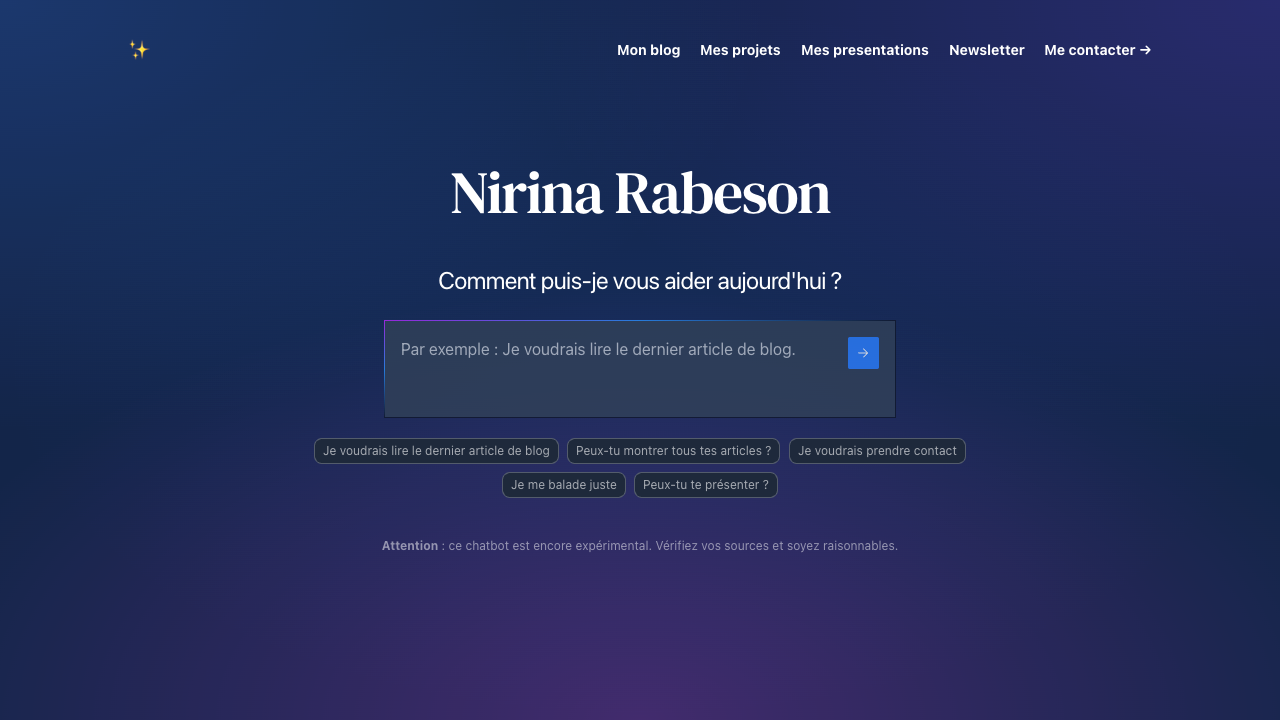 Mon blog Mes projets Mes presentations Newsletter Me contacter →
Nirina Rabeson
Comment puis-je vous aider aujourd'hui ?
Par exemple : Je voudrais lire le dernier article de blog. →
Je voudrais lire le dernier article de blog Peux-tu montrer tous tes articles ? Je voudrais prendre contact
Je me balade juste Peux-tu te présenter ?
Attention : ce chatbot est encore expérimental. Vérifiez vos sources et soyez raisonnables.